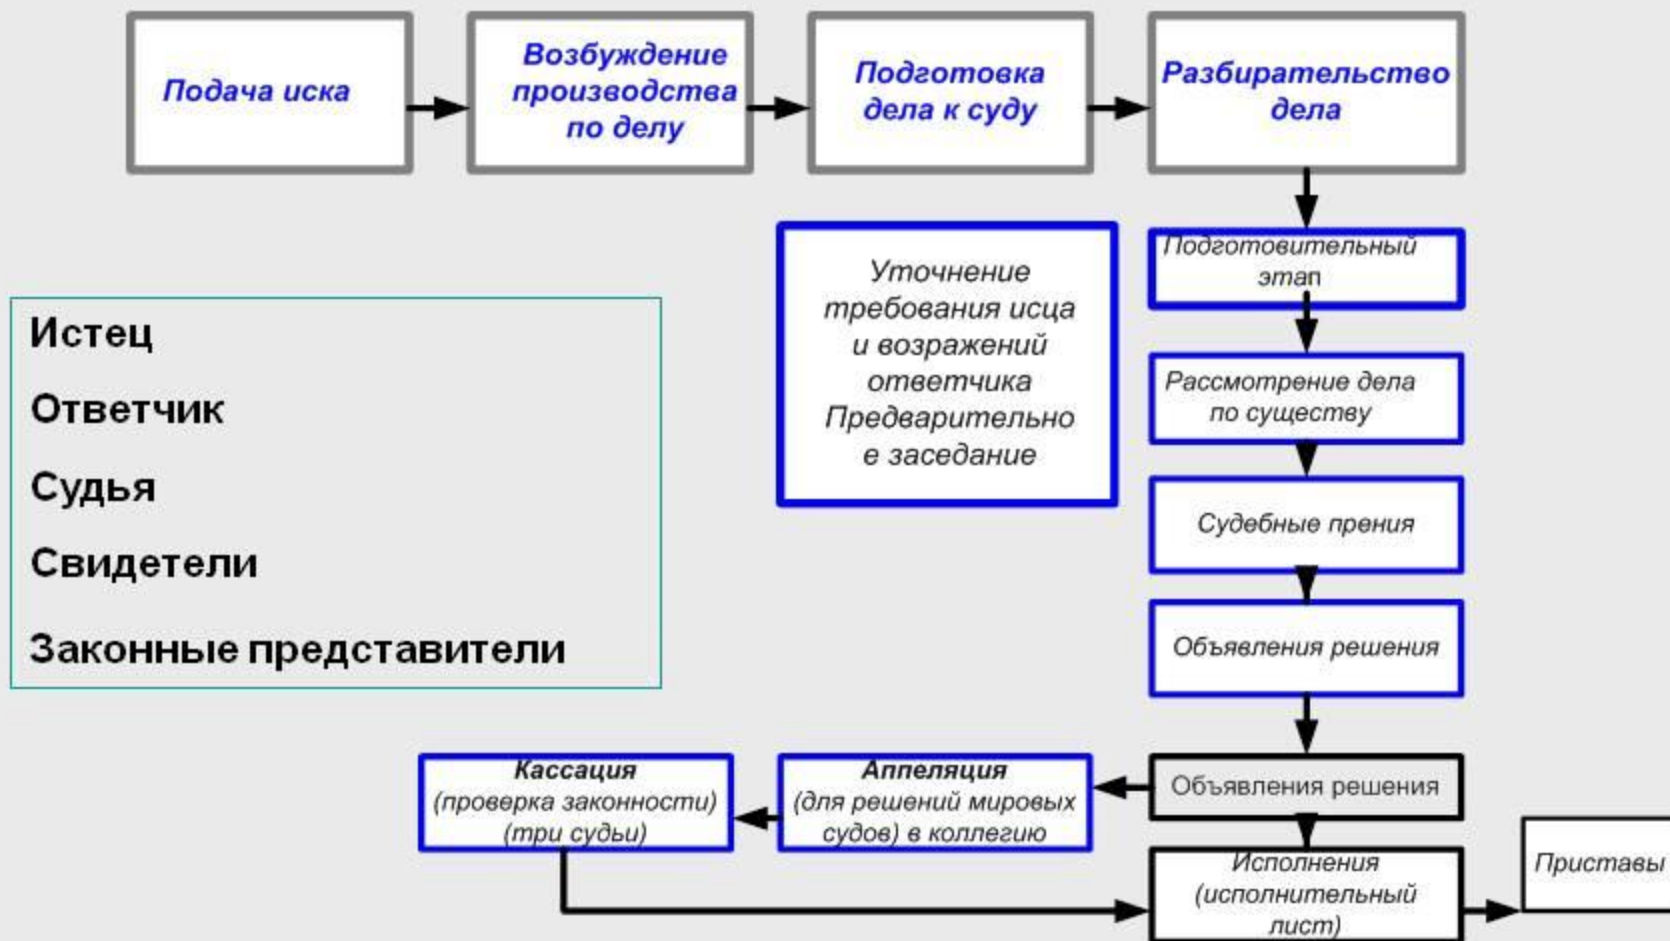 Подача иска
Возбуждение
производства
по делу
Подготовка
дела к суду
Разбирательство
дела
Уточнение
требования исца
и возражений
ответчика
Предварительно
е заседание
Подготовительный
этап
Рассмотрение дела
по существу
Судебные прения
Объявления решения
Истец
Ответчик
Судья
Свидетели
Законные представители
Кассация
(проверка законности)
(три судьи)
Аппеляция
(для решений мировых
судов) в коллегию
Объявления решения
Исполнения
(исполнительный
лист)
Приставы